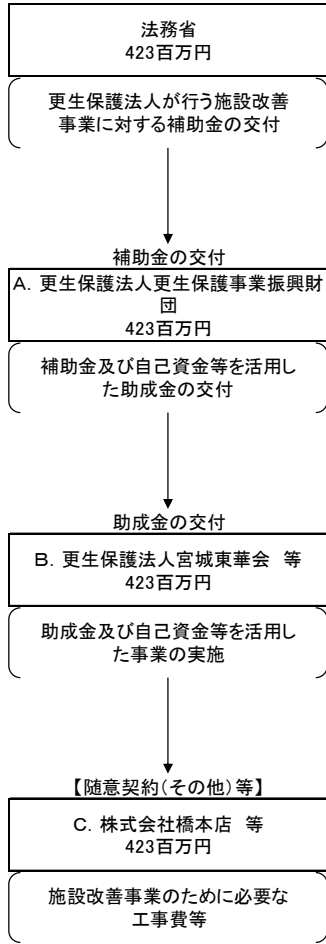 法務省
423百万円
更生保護法人が行う施設改善
事業に対する補助金の交付
補助金の交付
A. 更生保護法人更生保護事業振興財
団
423百万円
補助金及び自己資金等を活用し
た助成金の交付
助成金の交付
B. 更生保護法人宮城東華会 等
423百万円
助成金及び自己資金等を活用し
た事業の実施
【随意契約(その他)等】
C. 株式会社橋本店 等
423百万円
施設改善事業のために必要な
工事費等